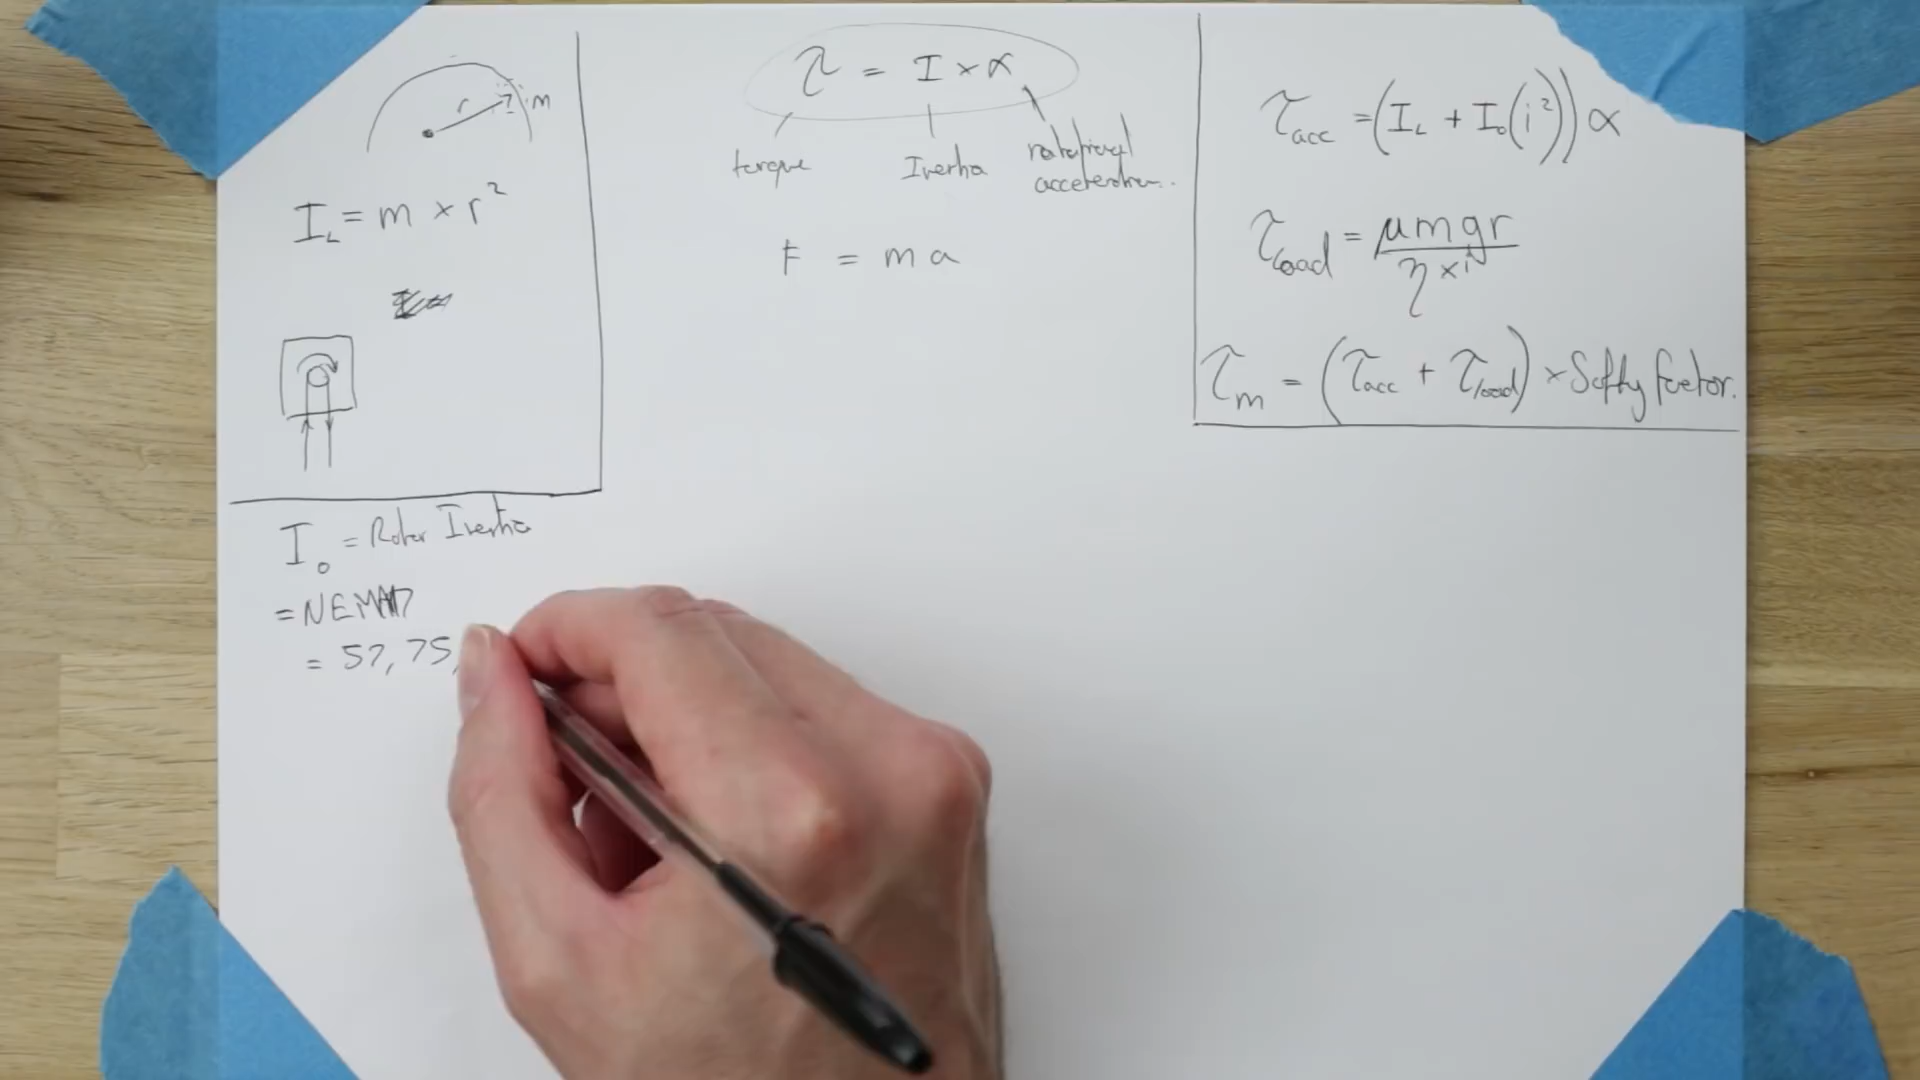 r m
I_L = m × r²
I_o = Rotor Inertia
= NEMA17
= 57, 75,
τ = I × α
torque Inertia rotational
acceleration..
F = m a
τ_acc = (I_L + I_o(i²)) α
τ_load = μmgr / η × i
τ_m = (τ_acc + τ_load) × Safty factor.